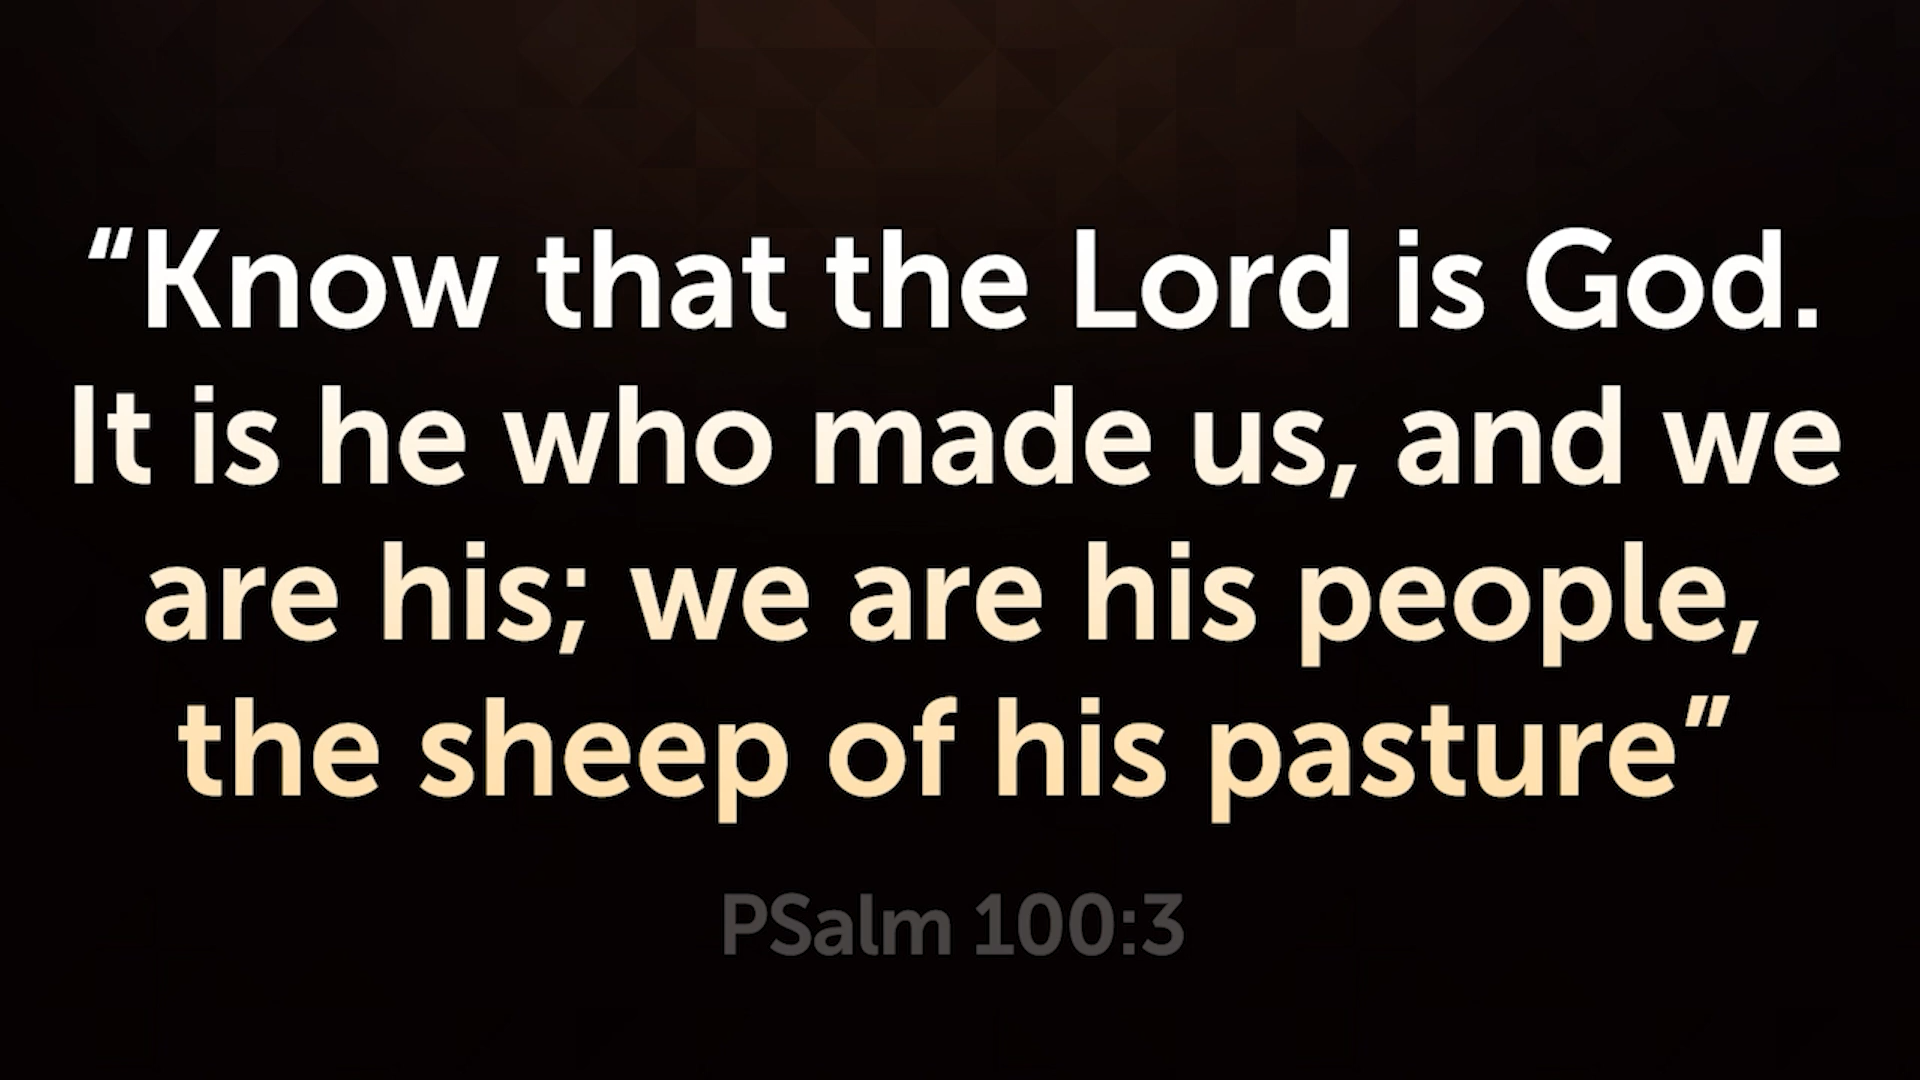 “Know that the Lord is God.
It is he who made us, and we
are his; we are his people,
the sheep of his pasture”
PSalm 100:3